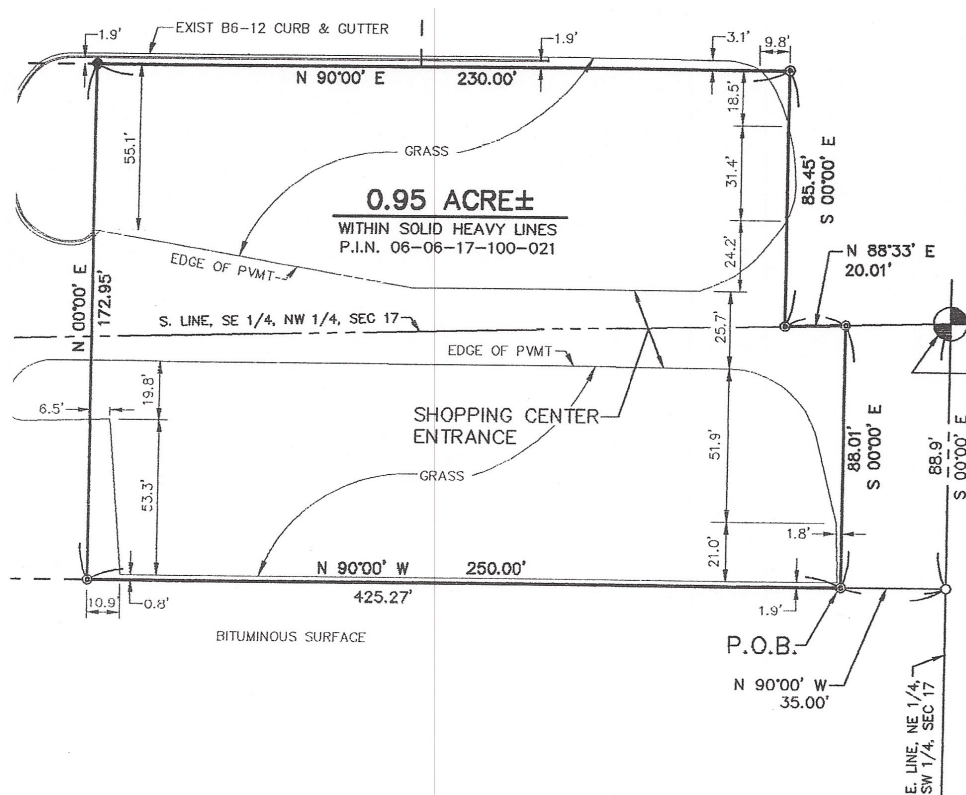 EXIST B6-12 CURB & GUTTER
1.9'
1.9'
3.1'
9.8'
N 90°00' E 230.00'
18.5'
55.1'
GRASS
31.4'
85.45'
S 00°00' E
0.95 ACRE±
WITHIN SOLID HEAVY LINES
P.I.N. 06-06-17-100-021
24.2'
N 88°33' E
20.01'
EDGE OF PVMT
N 00°00' E
172.95'
S. LINE, SE 1/4, NW 1/4, SEC 17
25.7'
EDGE OF PVMT
19.8'
6.5'
SHOPPING CENTER
ENTRANCE
51.9'
88.01'
S 00°00' E
88.9'
S 00°00' E
GRASS
53.3'
1.8'
21.0'
N 90°00' W 250.00'
425.27'
10.9'
0.8'
1.9'
BITUMINOUS SURFACE
P.O.B.
N 90°00' W
35.00'
E. LINE, NE 1/4,
SW 1/4, SEC 17